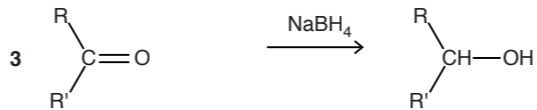 R R
NaBH₄
3 C=O CH—OH
R' R'